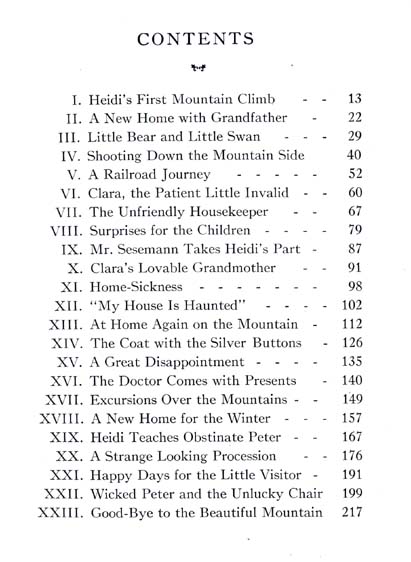 CONTENTS
I. Heidi's First Mountain Climb - - 13
II. A New Home with Grandfather - 22
III. Little Bear and Little Swan - - - 29
IV. Shooting Down the Mountain Side 40
V. A Railroad Journey - - - - - 52
VI. Clara, the Patient Little Invalid - - 60
VII. The Unfriendly Housekeeper - - 67
VIII. Surprises for the Children - - - - 79
IX. Mr. Sesemann Takes Heidi's Part - 87
X. Clara's Lovable Grandmother - - 91
XI. Home-Sickness - - - - - - - 98
XII. "My House Is Haunted" - - - - 102
XIII. At Home Again on the Mountain - 112
XIV. The Coat with the Silver Buttons - 126
XV. A Great Disappointment - - - - 135
XVI. The Doctor Comes with Presents - 140
XVII. Excursions Over the Mountains - - 149
XVIII. A New Home for the Winter - - - 157
XIX. Heidi Teaches Obstinate Peter - - 167
XX. A Strange Looking Procession - - 176
XXI. Happy Days for the Little Visitor - 191
XXII. Wicked Peter and the Unlucky Chair 199
XXIII. Good-Bye to the Beautiful Mountain 217